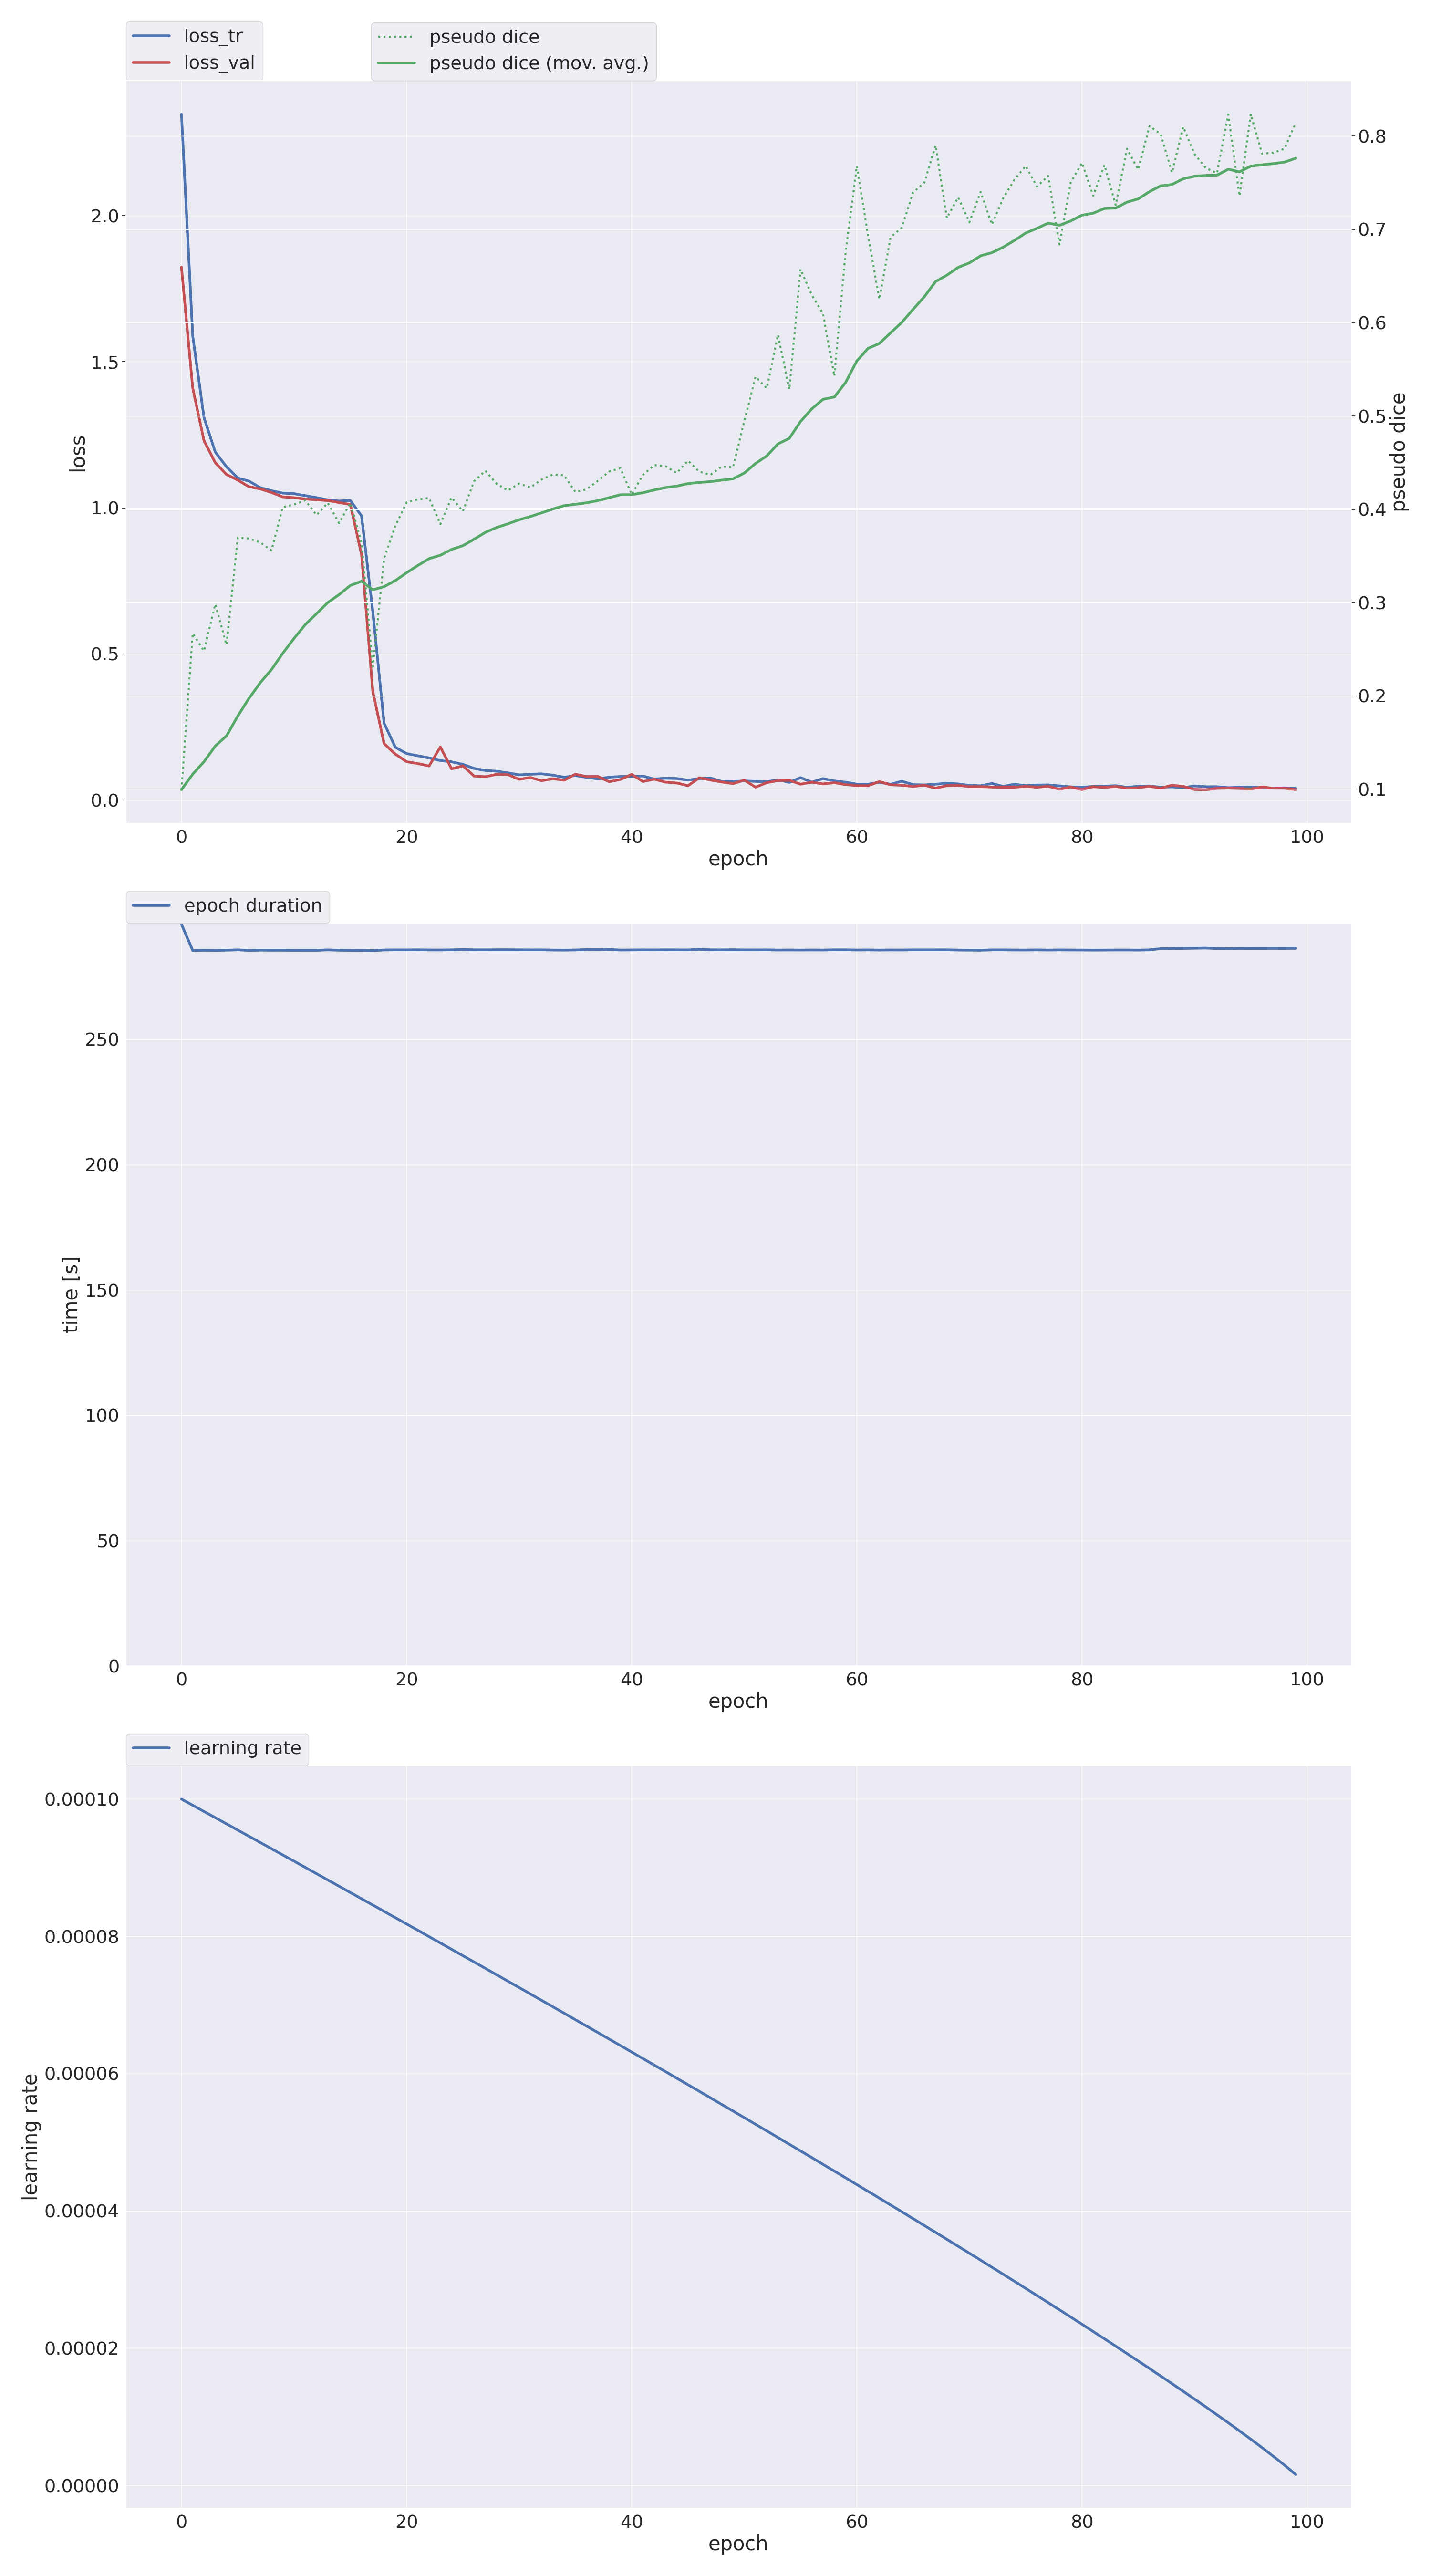 loss_tr
loss_val
pseudo dice
pseudo dice (mov. avg.)
2.0
1.5
1.0
0.5
0.0
loss
0.8
0.7
0.6
0.5
0.4
0.3
0.2
0.1
pseudo dice
0 20 40 60 80 100
epoch
epoch duration
250
200
150
100
50
0
time [s]
0 20 40 60 80 100
epoch
learning rate
0.00010
0.00008
0.00006
0.00004
0.00002
0.00000
learning rate
0 20 40 60 80 100
epoch